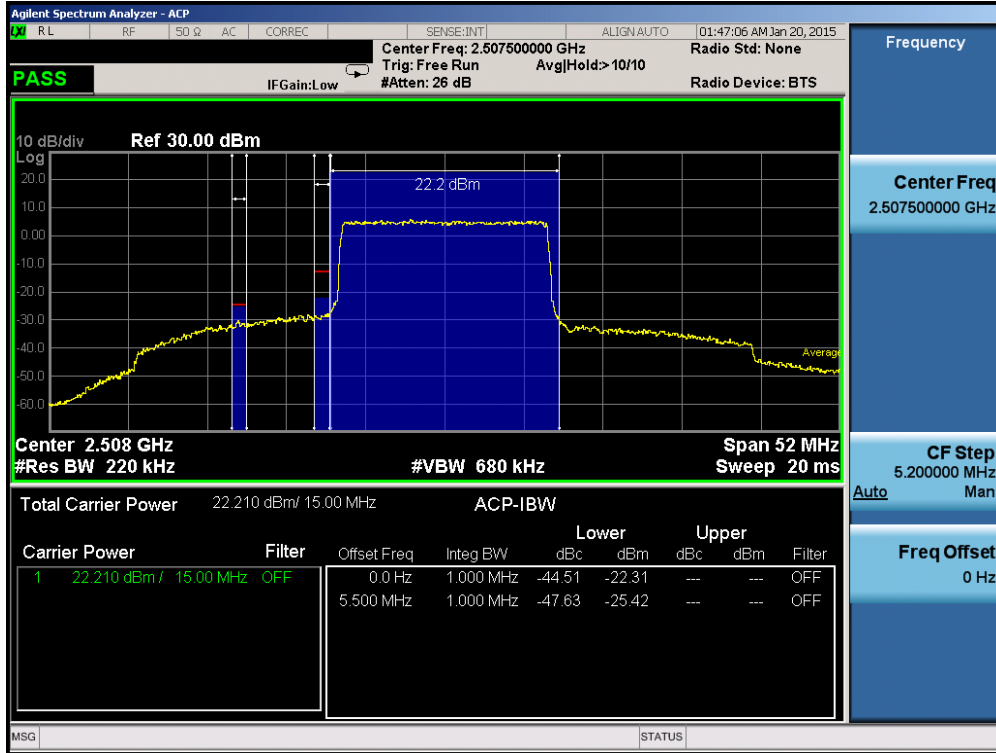 Agilent Spectrum Analyzer - ACP
LXI RL RF 50 Ω AC CORREC SENSE:INT ALIGN AUTO 01:47:06 AM Jan 20, 2015
Center Freq: 2.507500000 GHz Radio Std: None
Trig: Free Run Avg|Hold:> 10/10
PASS IFGain:Low #Atten: 26 dB Radio Device: BTS
10 dB/div Ref 30.00 dBm
Log
20.0
10.0
0.00
-10.0
-20.0
-30.0
-40.0
-50.0
-60.0
22.2 dBm
Average
Center 2.508 GHz Span 52 MHz
#Res BW 220 kHz #VBW 680 kHz Sweep 20 ms
Total Carrier Power 22.210 dBm/ 15.00 MHz ACP-IBW
Lower Upper
Carrier Power Filter Offset Freq Integ BW dBc dBm dBc dBm Filter
1 22.210 dBm / 15.00 MHz OFF 0.0 Hz 1.000 MHz -44.51 -22.31 --- --- OFF
5.500 MHz 1.000 MHz -47.63 -25.42 --- --- OFF
MSG STATUS
Frequency
Center Freq
2.507500000 GHz
CF Step
5.200000 MHz
Auto Man
Freq Offset
0 Hz